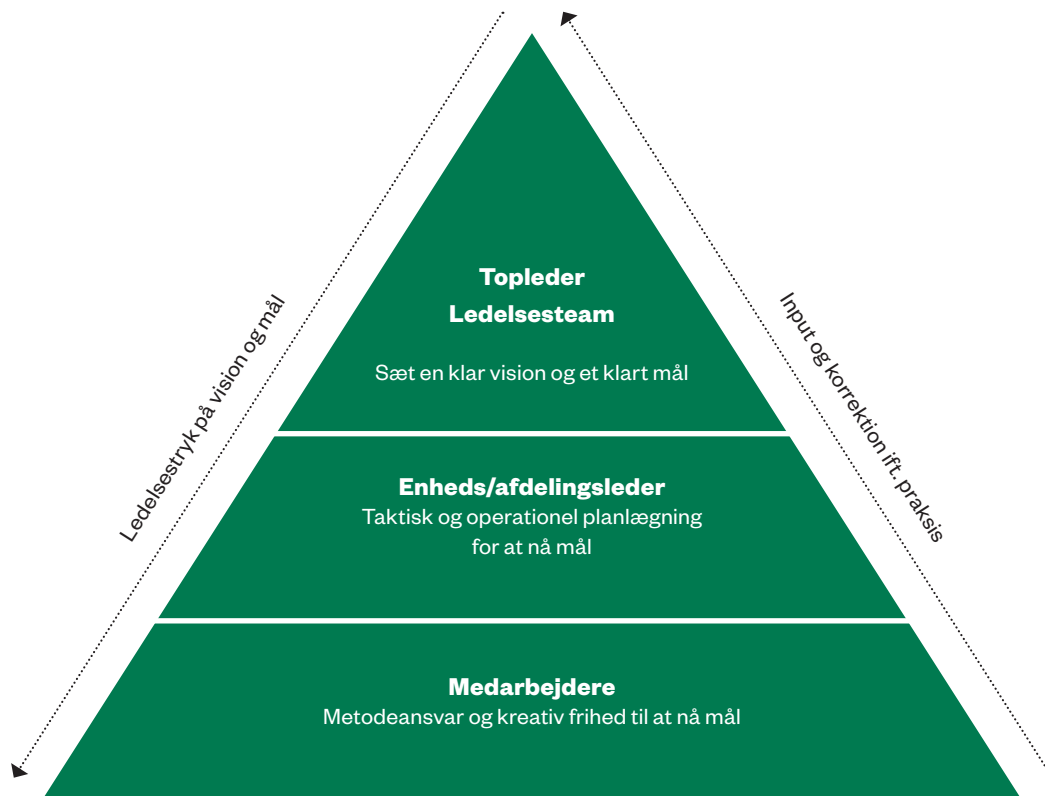 Topleder
Ledelsesteam
Sæt en klar vision og et klart mål
Ledelsestryk på vision og mål
Input og korrektion ift. praksis
Enheds/afdelingsleder
Taktisk og operationel planlægning
for at nå mål
Medarbejdere
Metodeansvar og kreativ frihed til at nå mål